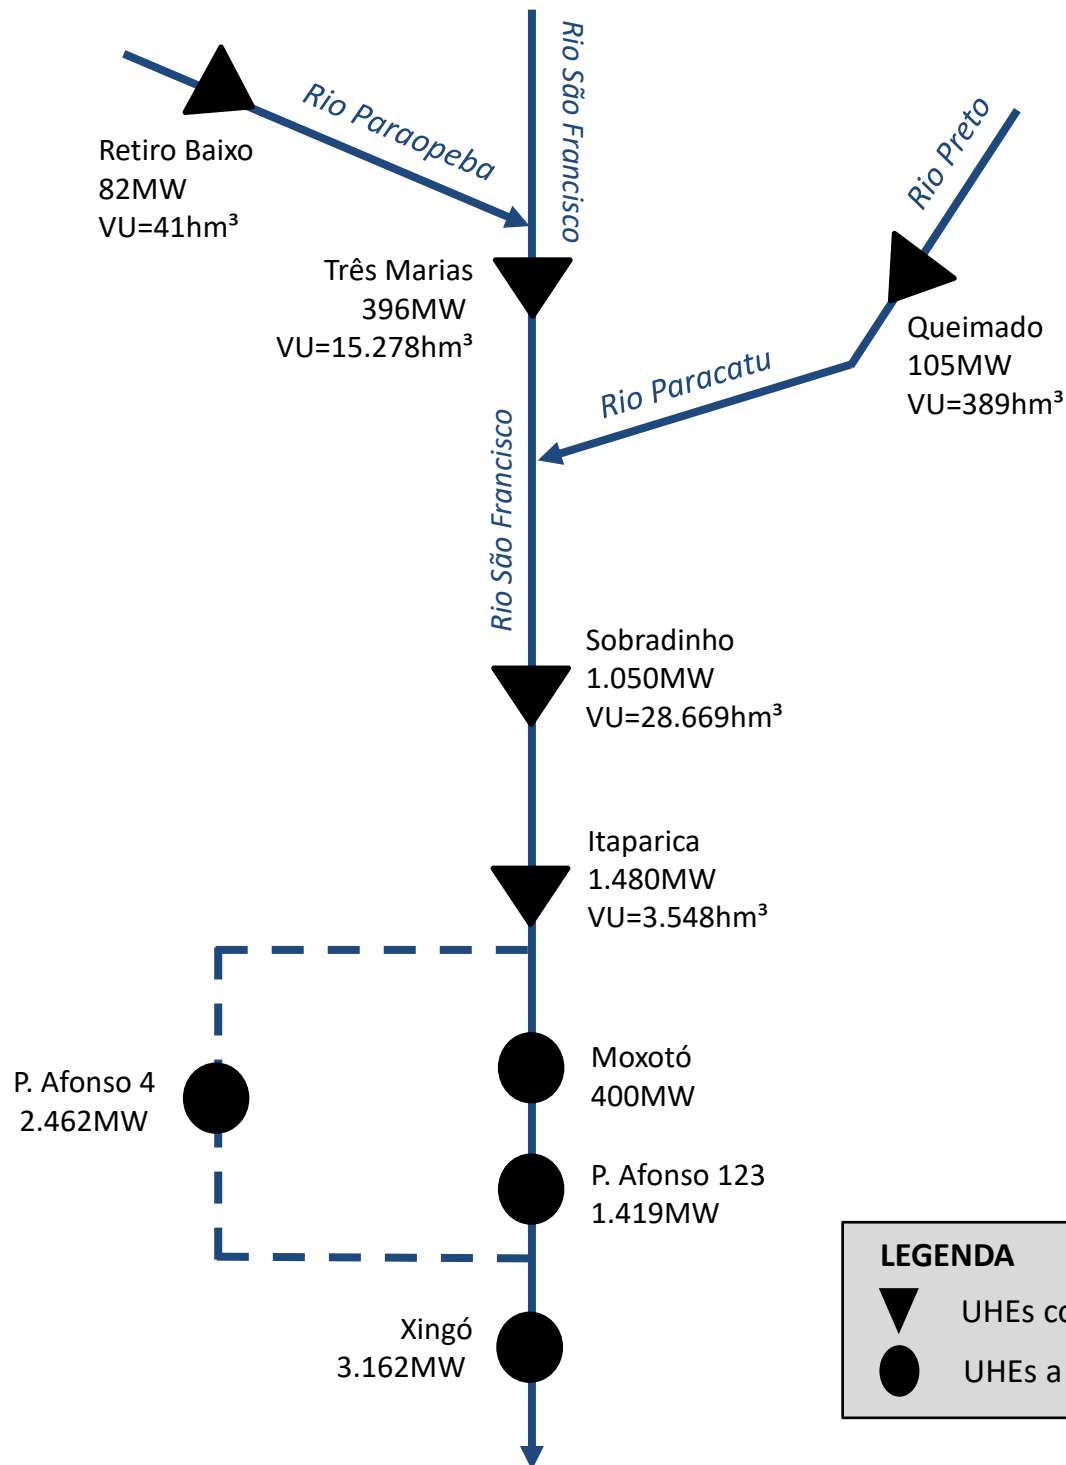 Rio São Francisco
Rio Paraopeba
Rio Preto
Retiro Baixo
82MW
VU=41hm³
Três Marias
396MW
VU=15.278hm³
Queimado
105MW
VU=389hm³
Rio Paracatu
Rio São Francisco
Sobradinho
1.050MW
VU=28.669hm³
Itaparica
1.480MW
VU=3.548hm³
Moxotó
400MW
P. Afonso 4
2.462MW
P. Afonso 123
1.419MW
Xingó
3.162MW
LEGENDA
UHEs
UHEs a